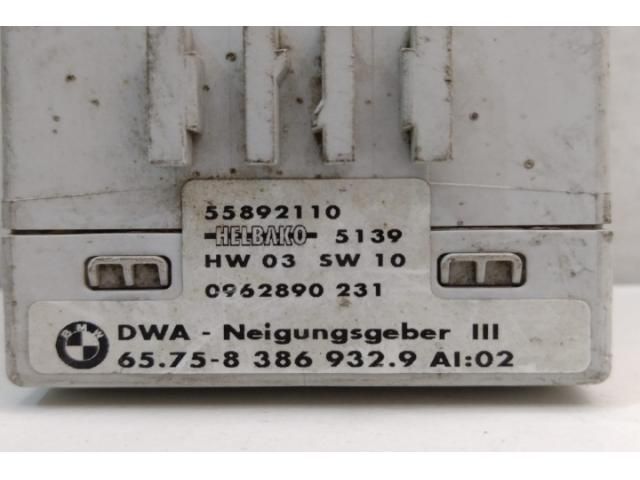 55892110
HELBAKO 5139
HW 03 SW 10
0962890 231
BMW DWA - Neigungsgeber III
65.75-8 386 932.9 AI:02